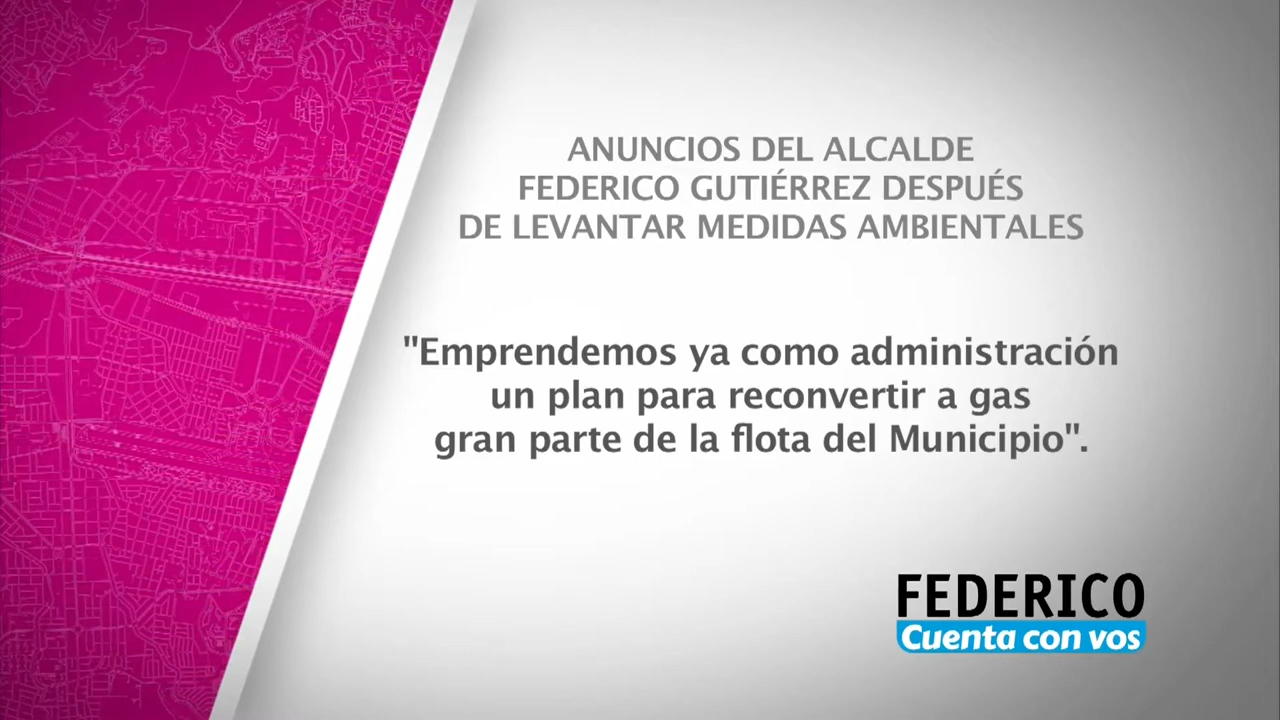 ANUNCIOS DEL ALCALDE
FEDERICO GUTIÉRREZ DESPUÉS
DE LEVANTAR MEDIDAS AMBIENTALES
"Emprendemos ya como administración
un plan para reconvertir a gas
gran parte de la flota del Municipio".
FEDERICO
Cuenta con vos